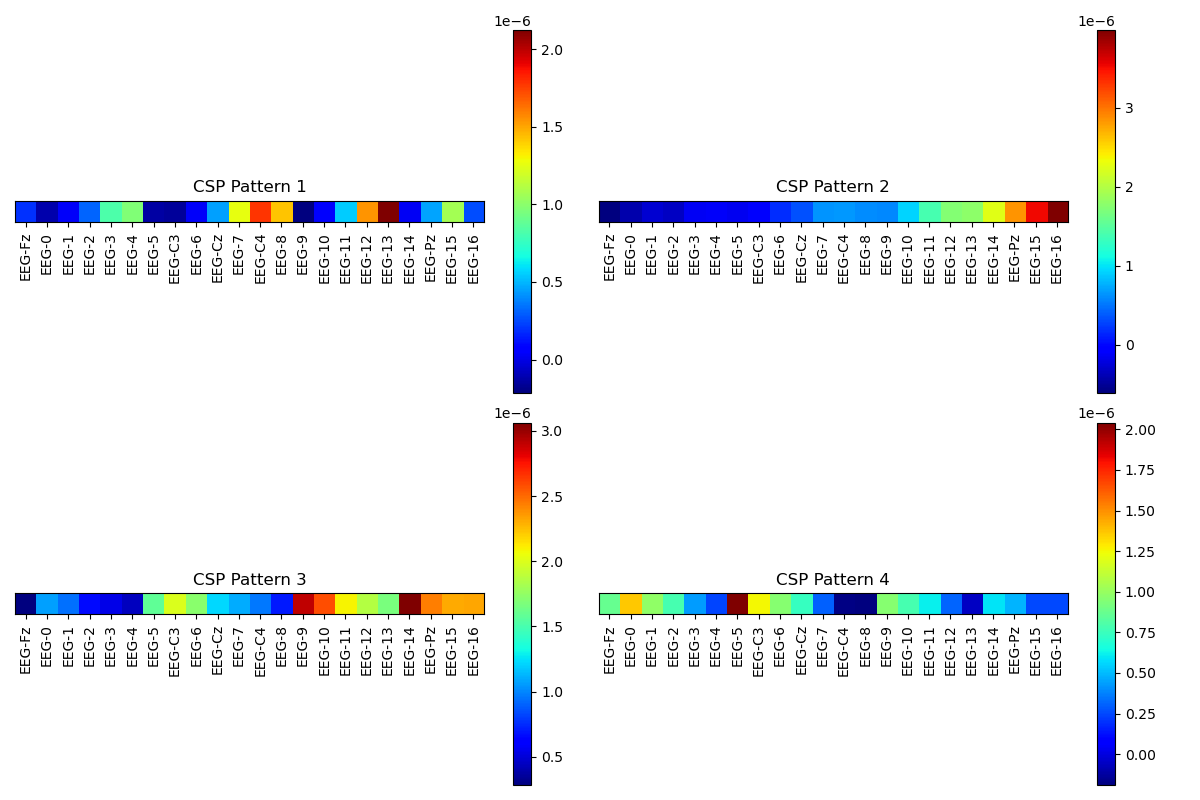 CSP Pattern 1
EEG-Fz
EEG-0
EEG-1
EEG-2
EEG-3
EEG-4
EEG-5
EEG-C3
EEG-6
EEG-Cz
EEG-7
EEG-C4
EEG-8
EEG-9
EEG-10
EEG-11
EEG-12
EEG-13
EEG-14
EEG-Pz
EEG-15
EEG-16
1e−6
2.0
1.5
1.0
0.5
0.0
CSP Pattern 2
EEG-Fz
EEG-0
EEG-1
EEG-2
EEG-3
EEG-4
EEG-5
EEG-C3
EEG-6
EEG-Cz
EEG-7
EEG-C4
EEG-8
EEG-9
EEG-10
EEG-11
EEG-12
EEG-13
EEG-14
EEG-Pz
EEG-15
EEG-16
1e−6
3
2
1
0
CSP Pattern 3
EEG-Fz
EEG-0
EEG-1
EEG-2
EEG-3
EEG-4
EEG-5
EEG-C3
EEG-6
EEG-Cz
EEG-7
EEG-C4
EEG-8
EEG-9
EEG-10
EEG-11
EEG-12
EEG-13
EEG-14
EEG-Pz
EEG-15
EEG-16
1e−6
3.0
2.5
2.0
1.5
1.0
0.5
CSP Pattern 4
EEG-Fz
EEG-0
EEG-1
EEG-2
EEG-3
EEG-4
EEG-5
EEG-C3
EEG-6
EEG-Cz
EEG-7
EEG-C4
EEG-8
EEG-9
EEG-10
EEG-11
EEG-12
EEG-13
EEG-14
EEG-Pz
EEG-15
EEG-16
1e−6
2.00
1.75
1.50
1.25
1.00
0.75
0.50
0.25
0.00